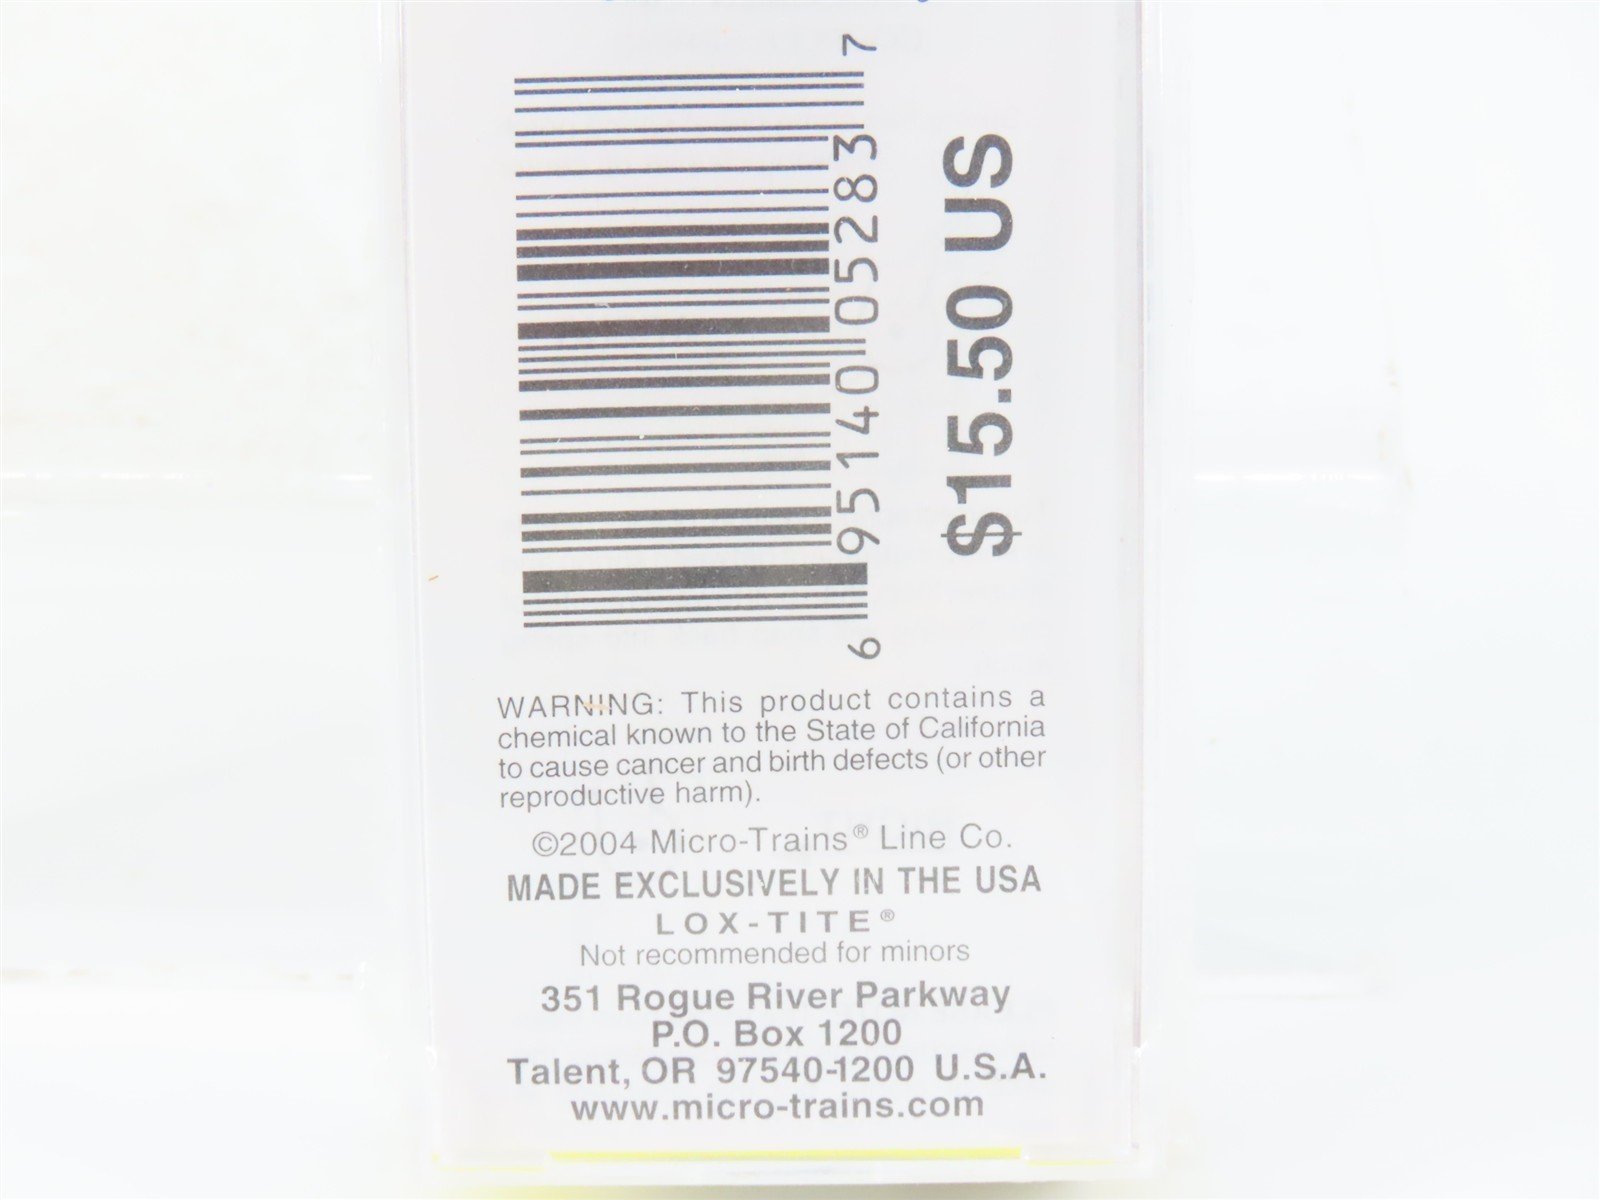 6 95140 05283 7
$15.50 US
WARNING: This product contains a
chemical known to the State of California
to cause cancer and birth defects (or other
reproductive harm).
©2004 Micro-Trains® Line Co.
MADE EXCLUSIVELY IN THE USA
LOX-TITE®
Not recommended for minors
351 Rogue River Parkway
P.O. Box 1200
Talent, OR 97540-1200 U.S.A.
www.micro-trains.com